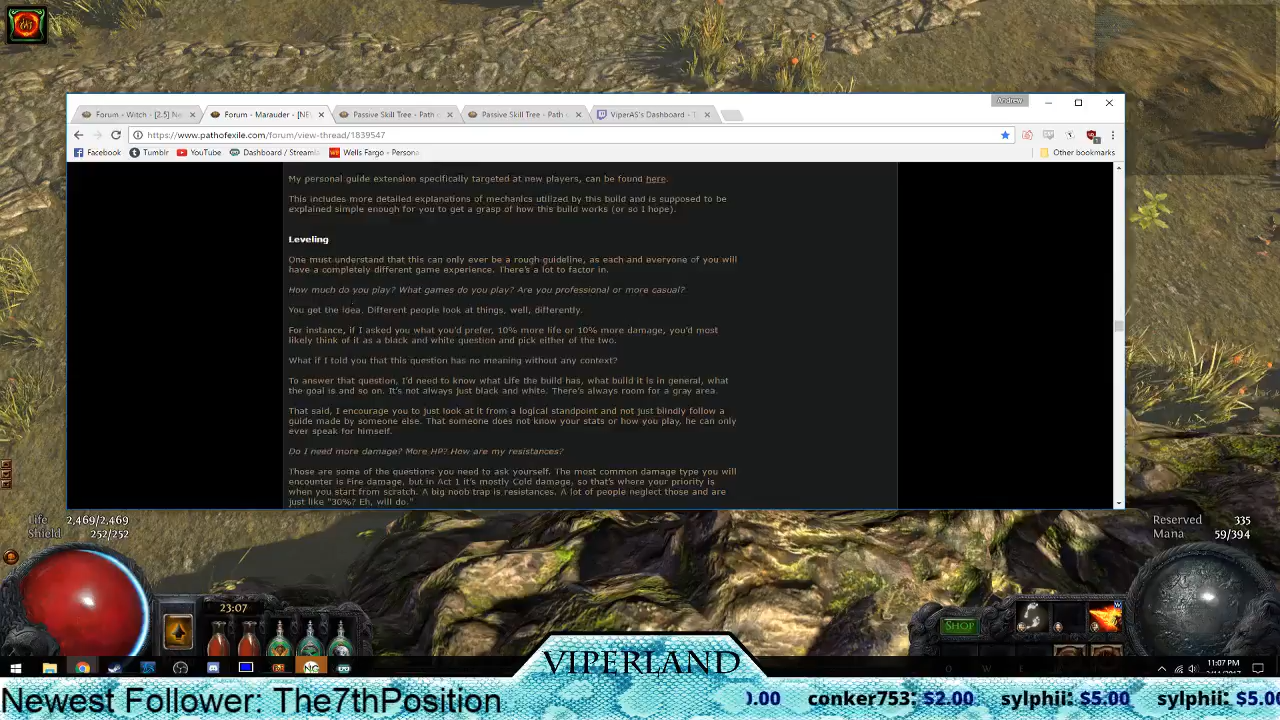 Andrew
Forum - Witch - [2.5] Ne
Forum - Marauder - [NE
Passive Skill Tree - Path
Passive Skill Tree - Path
ViperAS's Dashboard - T
https://www.pathofexile.com/forum/view-thread/1839547
Facebook
Tumblr
YouTube
Dashboard / Streamla
Wells Fargo - Persona
Other bookmarks
My personal guide extension specifically targeted at new players, can be found here.
This includes more detailed explanations of mechanics utilized by this build and is supposed to be
explained simple enough for you to get a grasp of how this build works (or so I hope).
Leveling
One must understand that this can only ever be a rough guideline, as each and everyone of you will
have a completely different game experience. There's a lot to factor in.
How much do you play? What games do you play? Are you professional or more casual?
You get the idea. Different people look at things, well, differently.
For instance, if I asked you what you'd prefer, 10% more life or 10% more damage, you'd most
likely think of it as a black and white question and pick either of the two.
What if I told you that this question has no meaning without any context?
To answer that question, I'd need to know what Life the build has, what build it is in general, what
the goal is and so on. It's not always just black and white. There's always room for a gray area.
That said, I encourage you to just look at it from a logical standpoint and not just blindly follow a
guide made by someone else. That someone does not know your stats or how you play, he can only
ever speak for himself.
Do I need more damage? More HP? How are my resistances?
Those are some of the questions you need to ask yourself. The most common damage type you will
encounter is Fire damage, but in Act 1 it's mostly Cold damage, so that's where your priority is
when you start from scratch. A big noob trap is resistances. A lot of people neglect those and are
just like "30%? Eh, will do."
Life 2,469/2,469
Shield 252/252
Reserved 335
Mana 59/394
23:07
SHOP
11:07 PM
VIPERLAND
Newest Follower: The7thPosition
0.00 conker753: $2.00 sylphii: $5.00 sylphii: $5.00